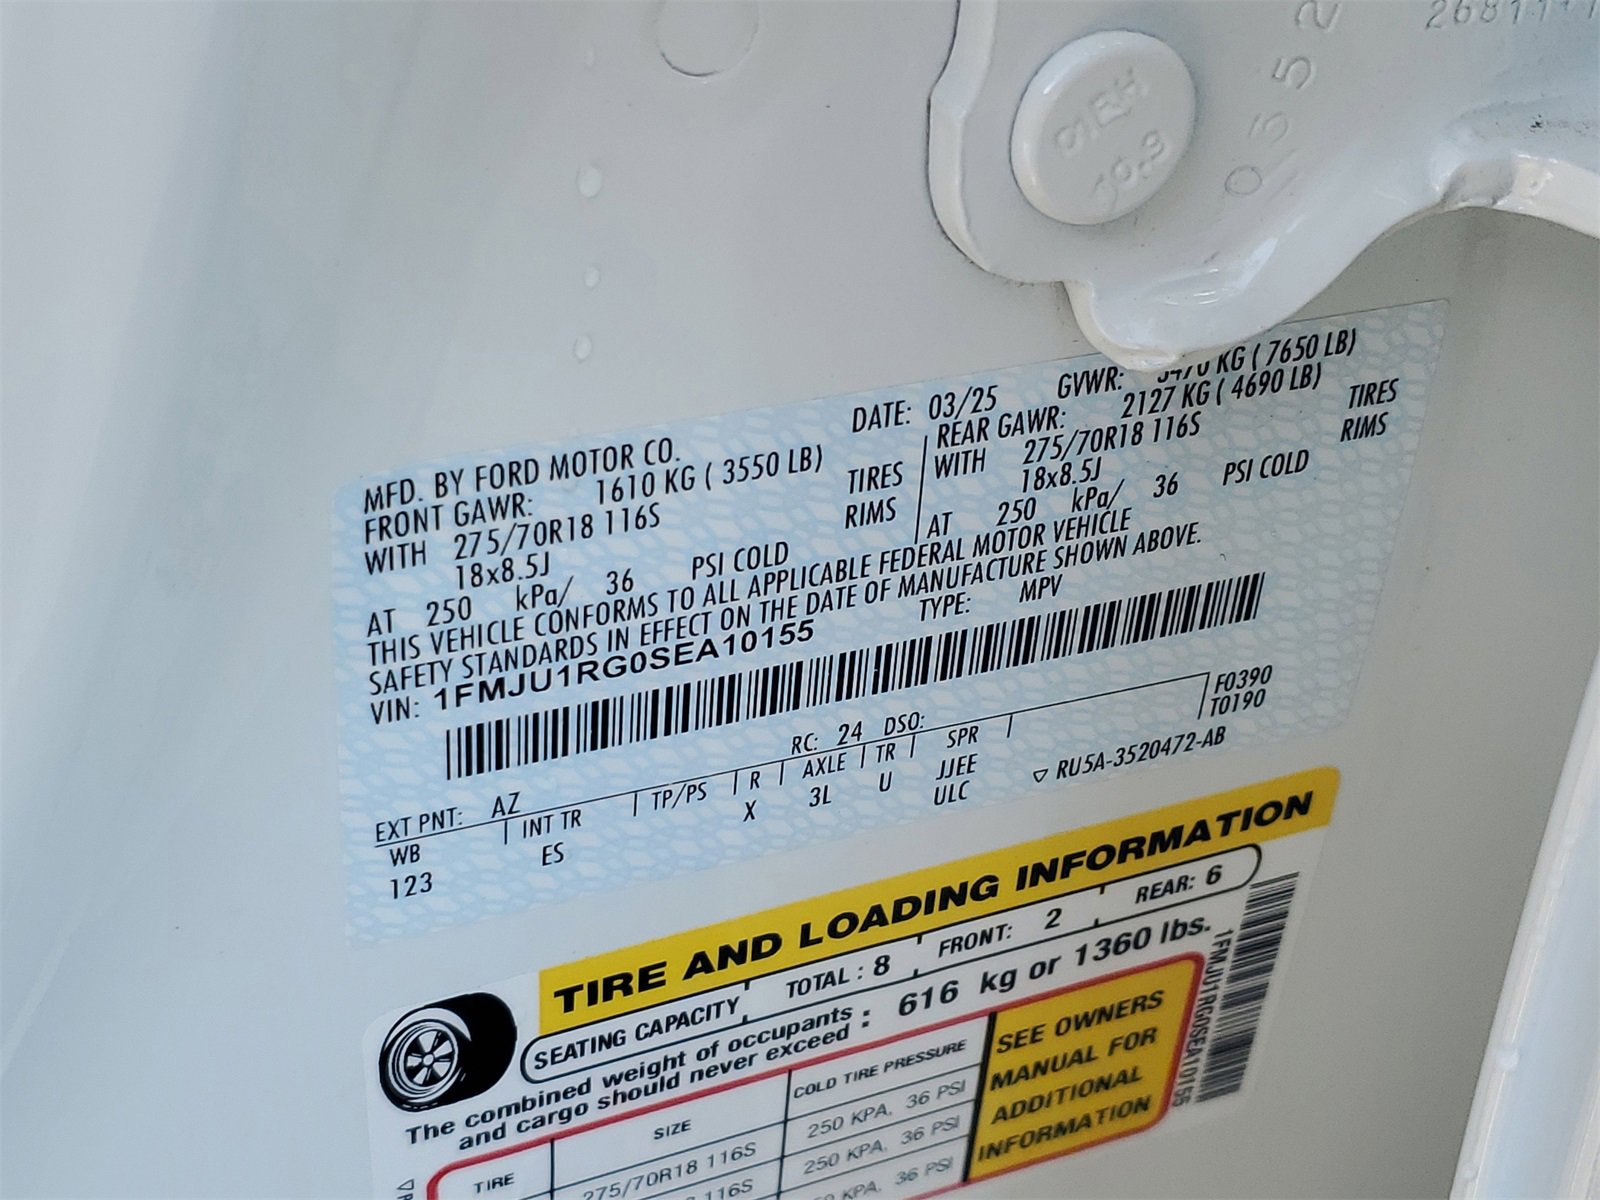 0352
MFD. BY FORD MOTOR CO. DATE: 03/25 GVWR: KG ( 7650 LB)
FRONT GAWR: 1610 KG ( 3550 LB) REAR GAWR: 2127 KG ( 4690 LB)
WITH 275/70R18 116S TIRES WITH 275/70R18 116S TIRES
18x8.5J RIMS 18x8.5J RIMS
AT 250 kPa/ 36 PSI COLD AT 250 kPa/ 36 PSI COLD
THIS VEHICLE CONFORMS TO ALL APPLICABLE FEDERAL MOTOR VEHICLE
SAFETY STANDARDS IN EFFECT ON THE DATE OF MANUFACTURE SHOWN ABOVE.
VIN: 1FMJU1RG0SEA10155 TYPE: MPV
EXT PNT: AZ RC: 24 DSO: F0390
WB INT TR TP/PS R AXLE TR SPR T0190
123 ES X 3L U JJEE
ULC ▽ RU5A-3520472-AB
TIRE AND LOADING INFORMATION
SEATING CAPACITY TOTAL : 8 FRONT: 2 REAR: 6
The combined weight of occupants
and cargo should never exceed : 616 kg or 1360 lbs.
TIRE SIZE COLD TIRE PRESSURE
275/70R18 116S 250 KPA, 36 PSI
116S 250 KPA, 36 PSI
KPA, 36 PSI
SEE OWNERS
MANUAL FOR
ADDITIONAL
INFORMATION
1FMJU1RG0SEA10155